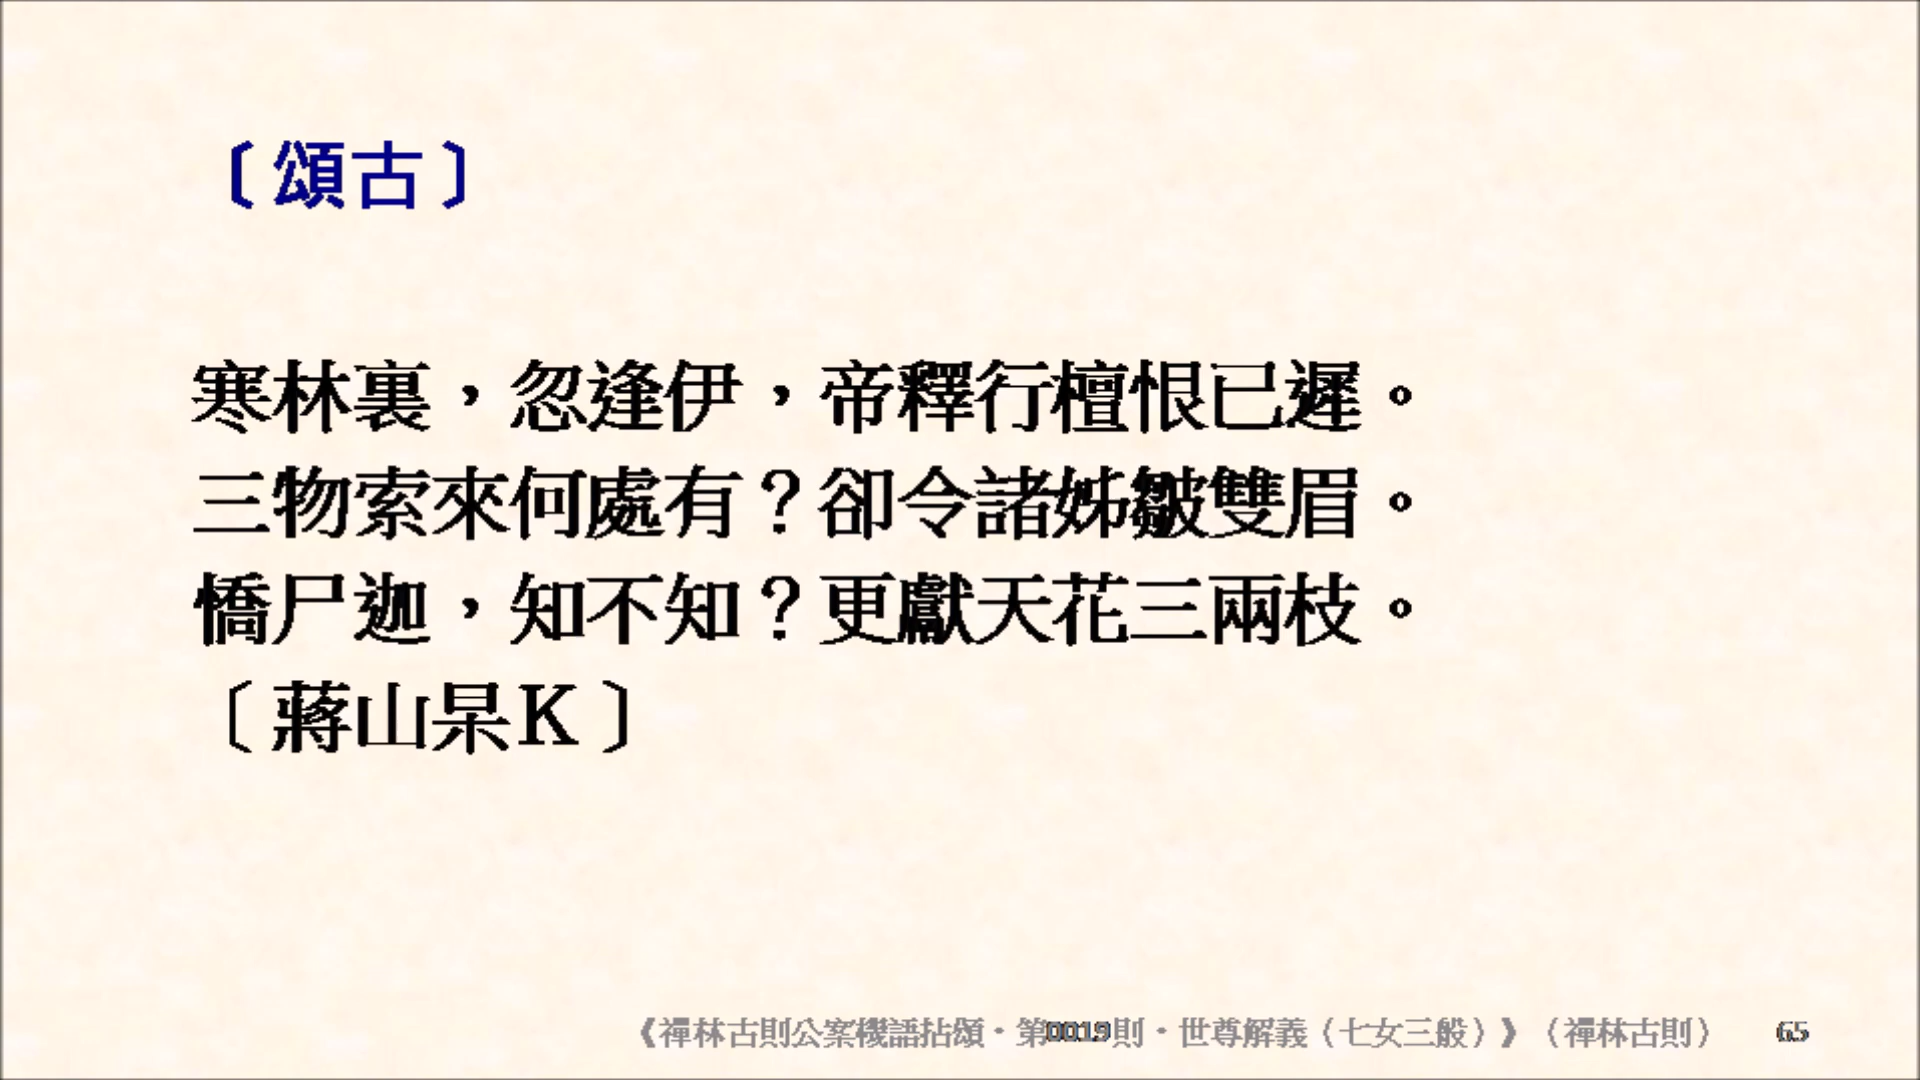 〔頌古〕
寒林裏，忽逢伊，帝釋行檀恨已遲。
三物索來何處有？卻令諸姊皺雙眉。
憍尸迦，知不知？更獻天花三兩枝。
〔蔣山杲K〕
《禪林古則公案機語拈頌‧第0019則‧世尊解義（七女三般）》（禪林古則） 65